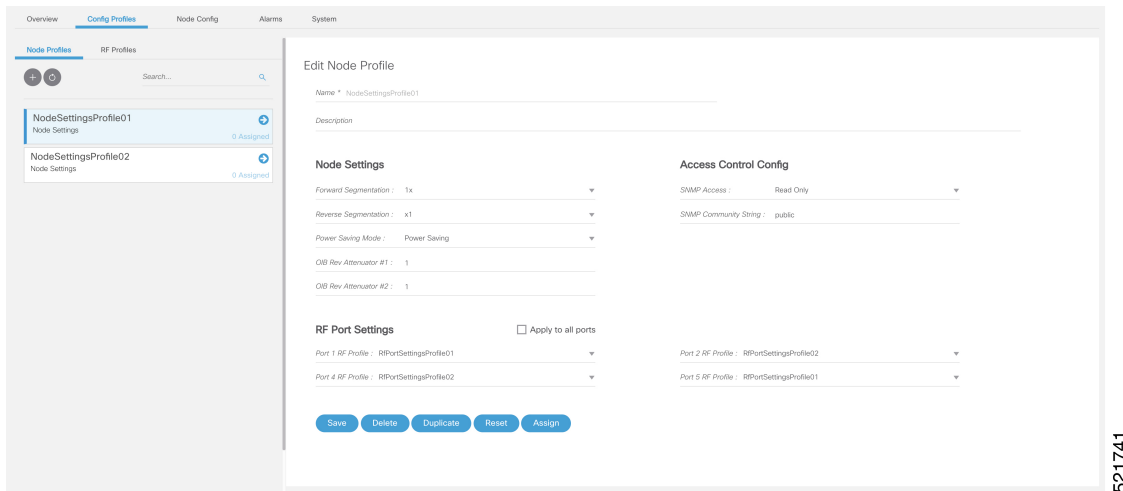 Overview Config Profiles Node Config Alarms System
Node Profiles RF Profiles
Search...
NodeSettingsProfile01
Node Settings
0 Assigned
NodeSettingsProfile02
Node Settings
0 Assigned
Edit Node Profile
Name * NodeSettingsProfile01
Description
Node Settings
Forward Segmentation : 1x
Reverse Segmentation : x1
Power Saving Mode : Power Saving
OIB Rev Attenuator #1 : 1
OIB Rev Attenuator #2 : 1
Access Control Config
SNMP Access : Read Only
SNMP Community String : public
RF Port Settings Apply to all ports
Port 1 RF Profile : RfPortSettingsProfile01 Port 2 RF Profile : RfPortSettingsProfile02
Port 4 RF Profile : RfPortSettingsProfile02 Port 5 RF Profile : RfPortSettingsProfile01
Save Delete Duplicate Reset Assign
521741